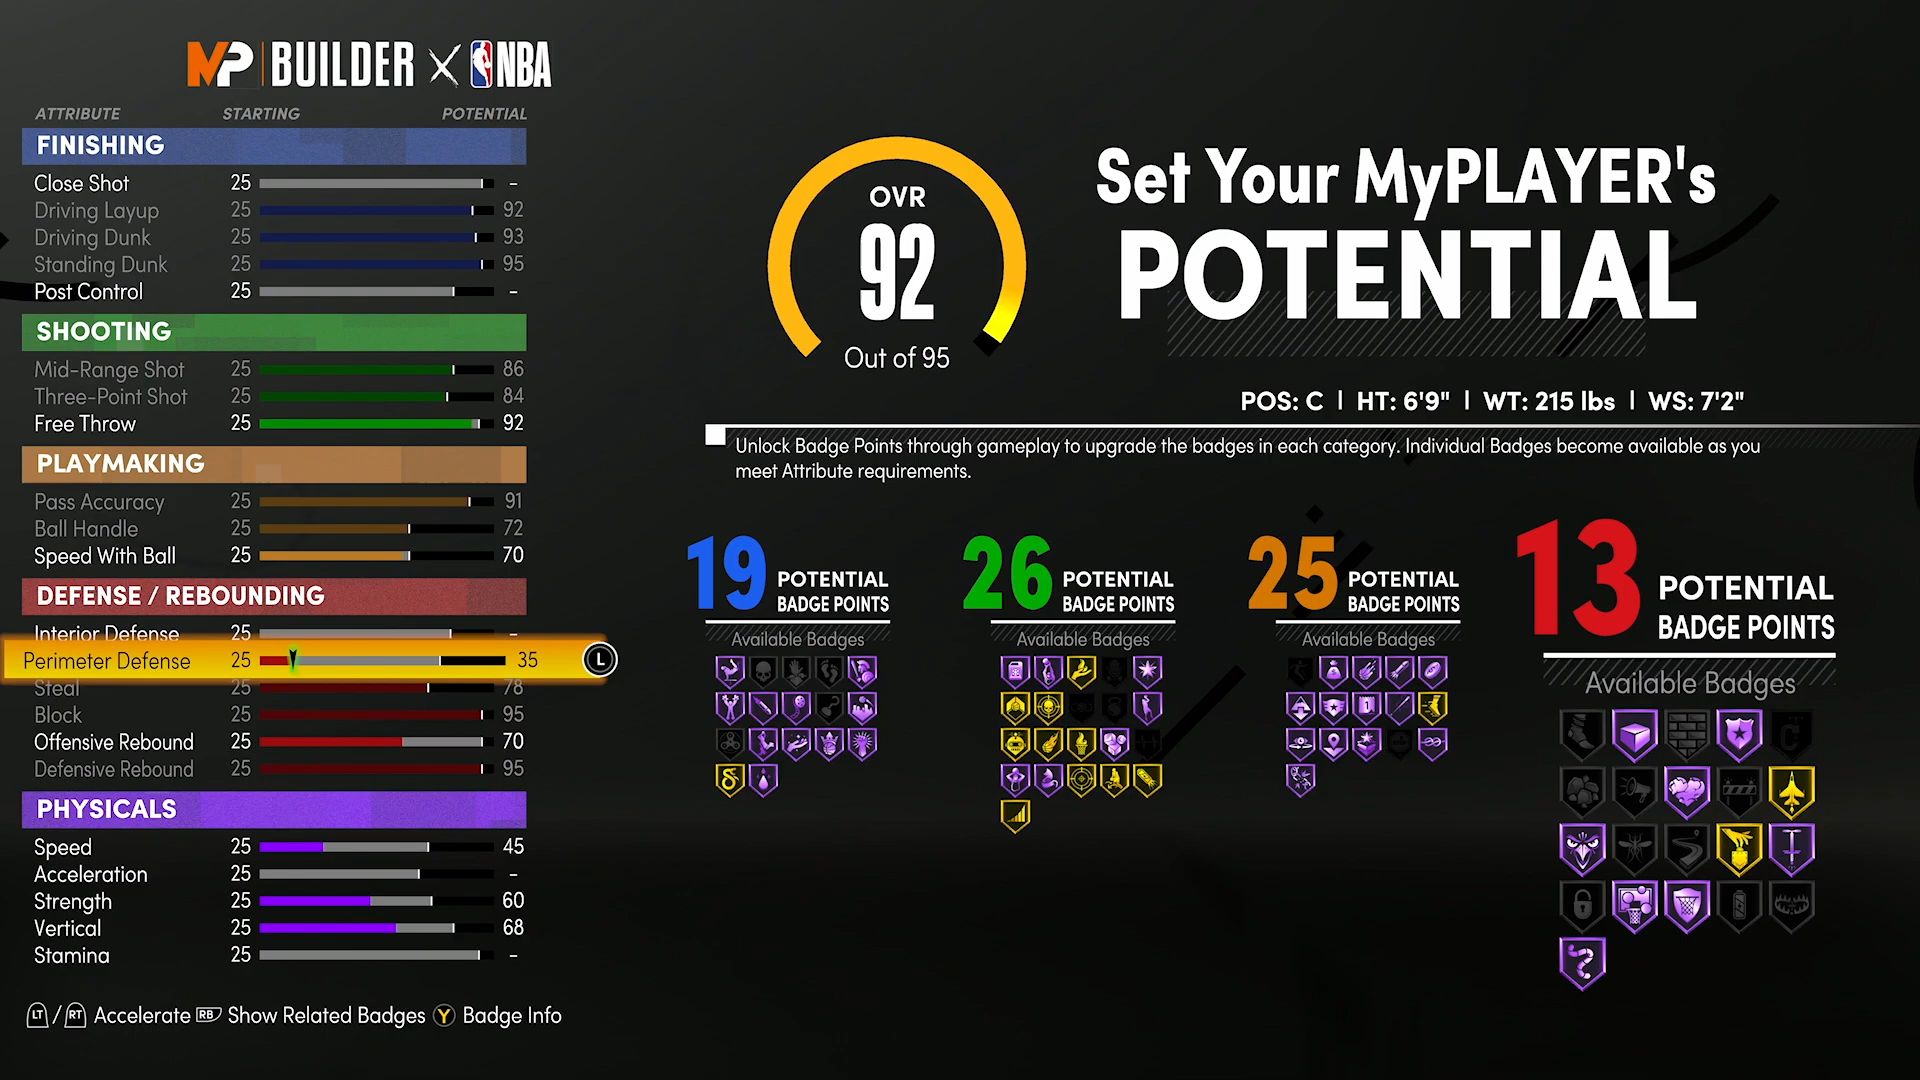 MP BUILDER X NBA
ATTRIBUTE STARTING POTENTIAL
FINISHING
Close Shot 25 -
Driving Layup 25 92
Driving Dunk 25 93
Standing Dunk 25 95
Post Control 25 -
SHOOTING
Mid-Range Shot 25 86
Three-Point Shot 25 84
Free Throw 25 92
PLAYMAKING
Pass Accuracy 25 91
Ball Handle 25 72
Speed With Ball 25 70
DEFENSE / REBOUNDING
Interior Defense 25 -
Perimeter Defense 25 35 L
Steal 25 78
Block 25 95
Offensive Rebound 25 70
Defensive Rebound 25 95
PHYSICALS
Speed 25 45
Acceleration 25 -
Strength 25 60
Vertical 25 68
Stamina 25 -
LT / RT Accelerate RB Show Related Badges Y Badge Info
OVR
92
Out of 95
Set Your MyPLAYER's
POTENTIAL
POS: C | HT: 6'9" | WT: 215 lbs | WS: 7'2"
Unlock Badge Points through gameplay to upgrade the badges in each category. Individual Badges become available as you
meet Attribute requirements.
19 POTENTIAL
BADGE POINTS
Available Badges
26 POTENTIAL
BADGE POINTS
Available Badges
25 POTENTIAL
BADGE POINTS
Available Badges
13 POTENTIAL
BADGE POINTS
Available Badges